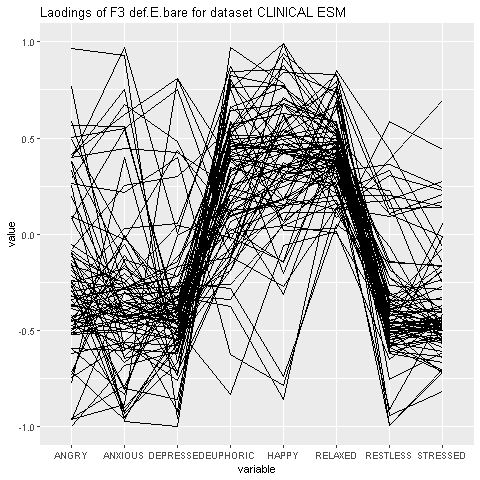 Laodings of F3 def.E.bare for dataset CLINICAL ESM
1.0
0.5
0.0
-0.5
-1.0
value
ANGRY ANXIOUS DEPRESSED EUPHORIC HAPPY RELAXED RESTLESS STRESSED
variable